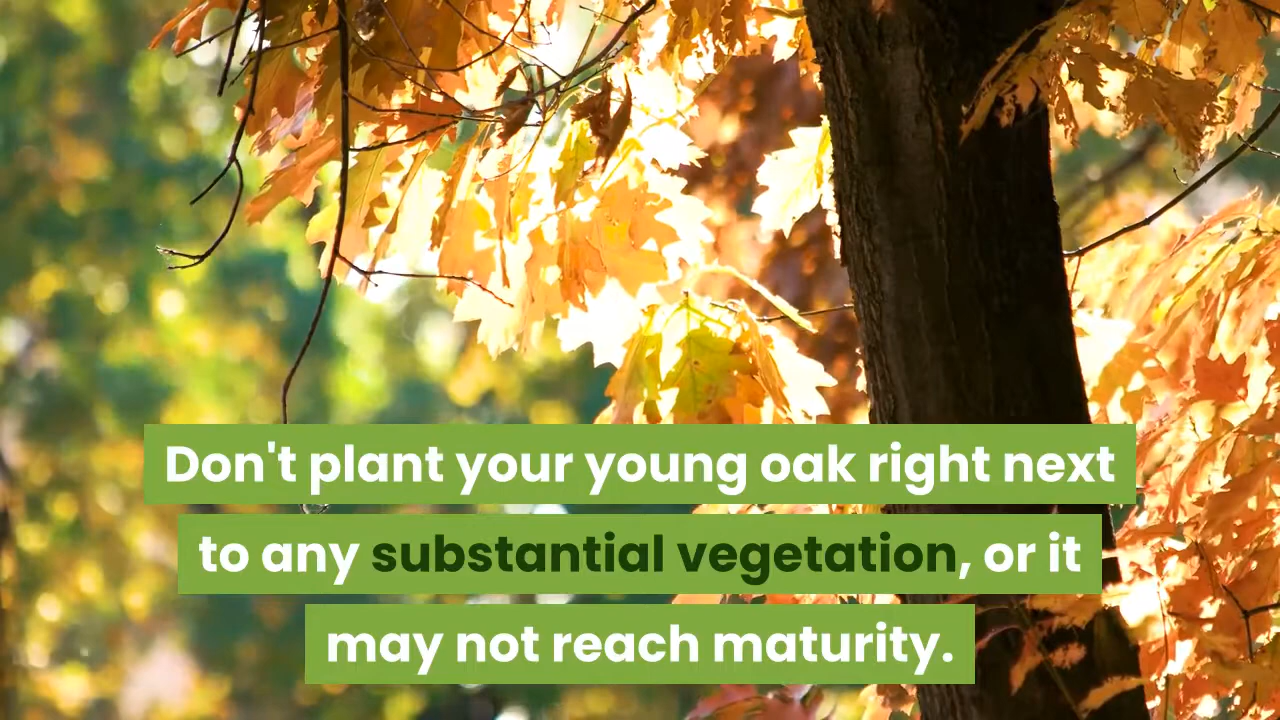 Don't plant your young oak right next
to any substantial vegetation, or it
may not reach maturity.